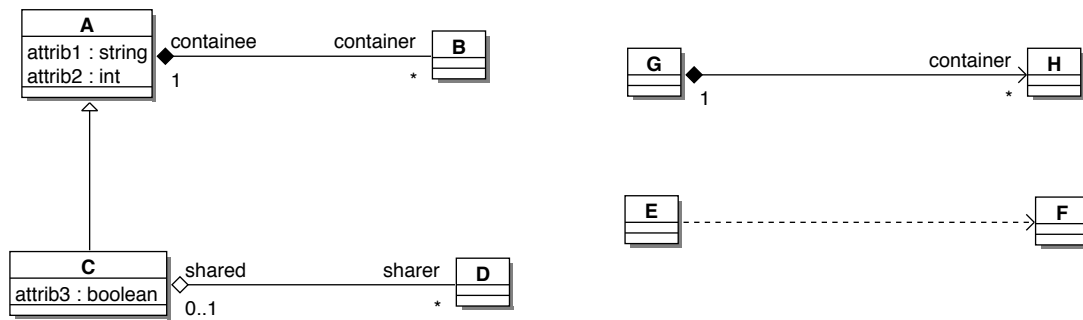 A
attrib1 : string
attrib2 : int
containee
container
1
*
B
G
1
container
*
H
E
F
C
attrib3 : boolean
shared
sharer
0..1
*
D